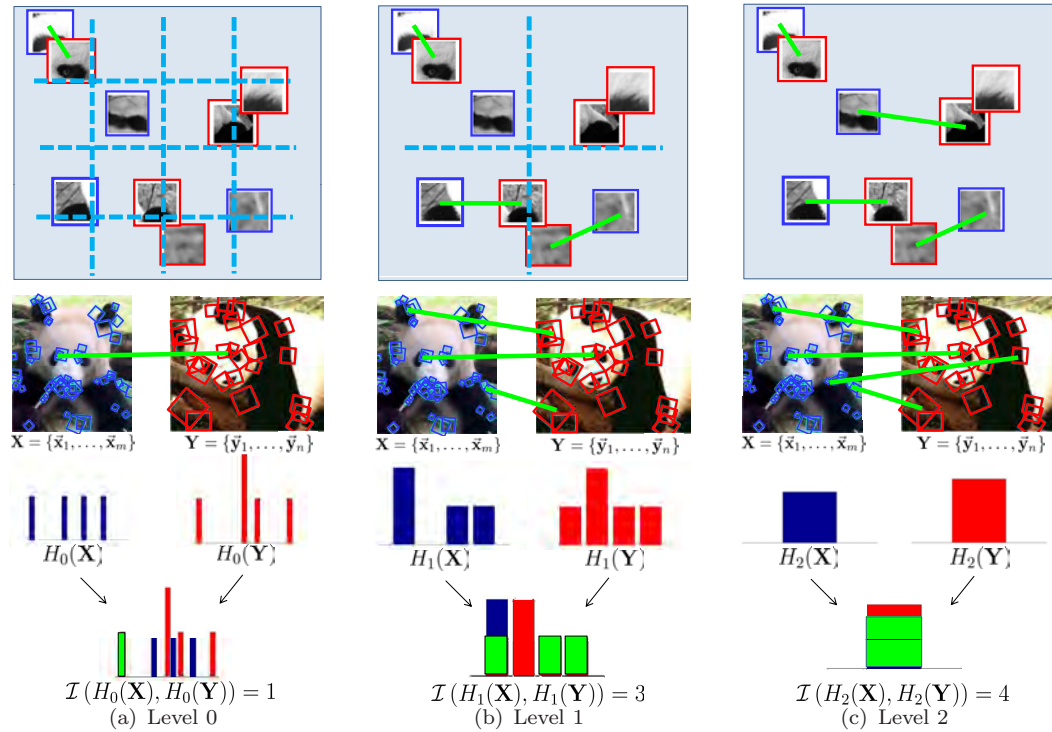 X = {x⃗₁, . . . , x⃗ₘ} Y = {y⃗₁, . . . , y⃗ₙ}
H₀(X) H₀(Y)
I (H₀(X), H₀(Y)) = 1
(a) Level 0
X = {x⃗₁, . . . , x⃗ₘ} Y = {y⃗₁, . . . , y⃗ₙ}
H₁(X) H₁(Y)
I (H₁(X), H₁(Y)) = 3
(b) Level 1
X = {x⃗₁, . . . , x⃗ₘ} Y = {y⃗₁, . . . , y⃗ₙ}
H₂(X) H₂(Y)
I (H₂(X), H₂(Y)) = 4
(c) Level 2